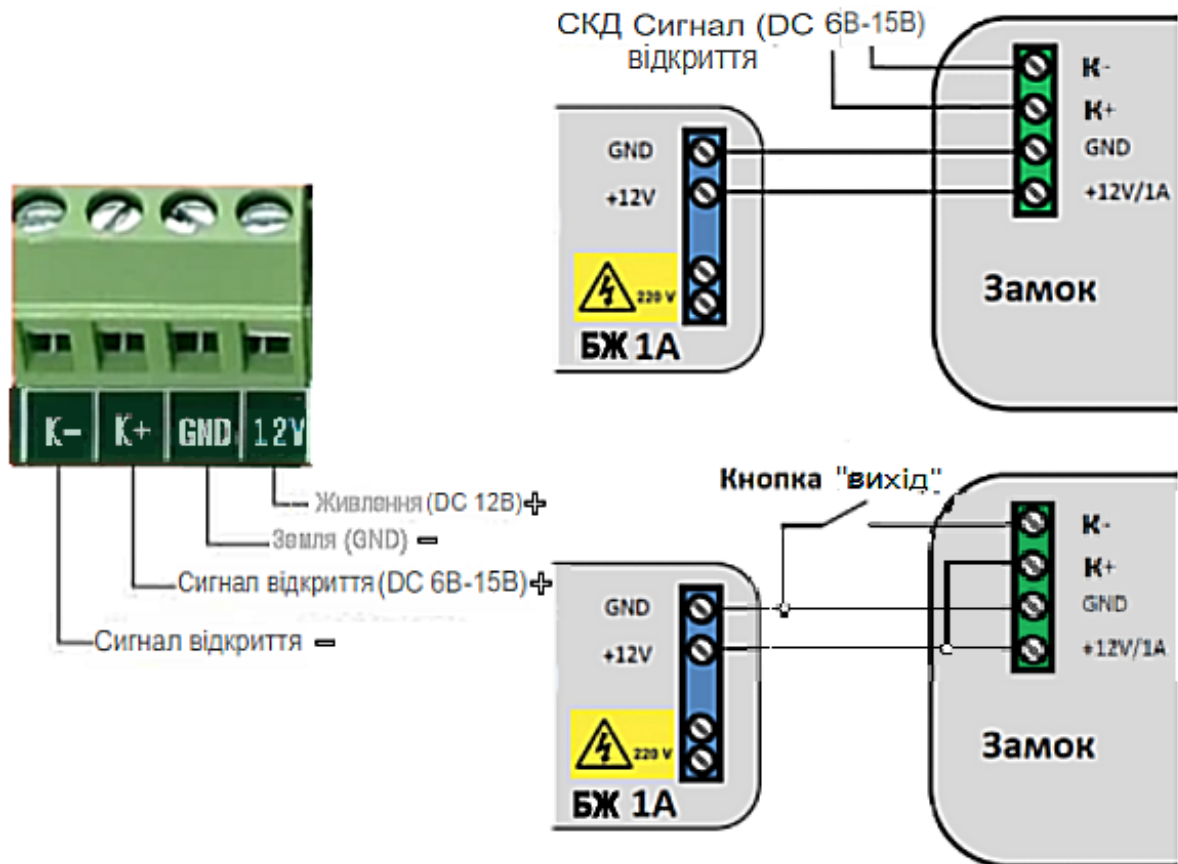 СКД Сигнал (DC 6В-15В)
відкриття
K-
K+
GND
+12V/1A
GND
+12V
220 V
БЖ 1А
Замок
K-
K+
GND
12V
Живлення (DC 12В)+
Земля (GND) -
Сигнал відкриття (DC 6В-15В)+
Сигнал відкриття -
Кнопка "вихід"
K-
K+
GND
+12V/1A
GND
+12V
220 V
БЖ 1А
Замок